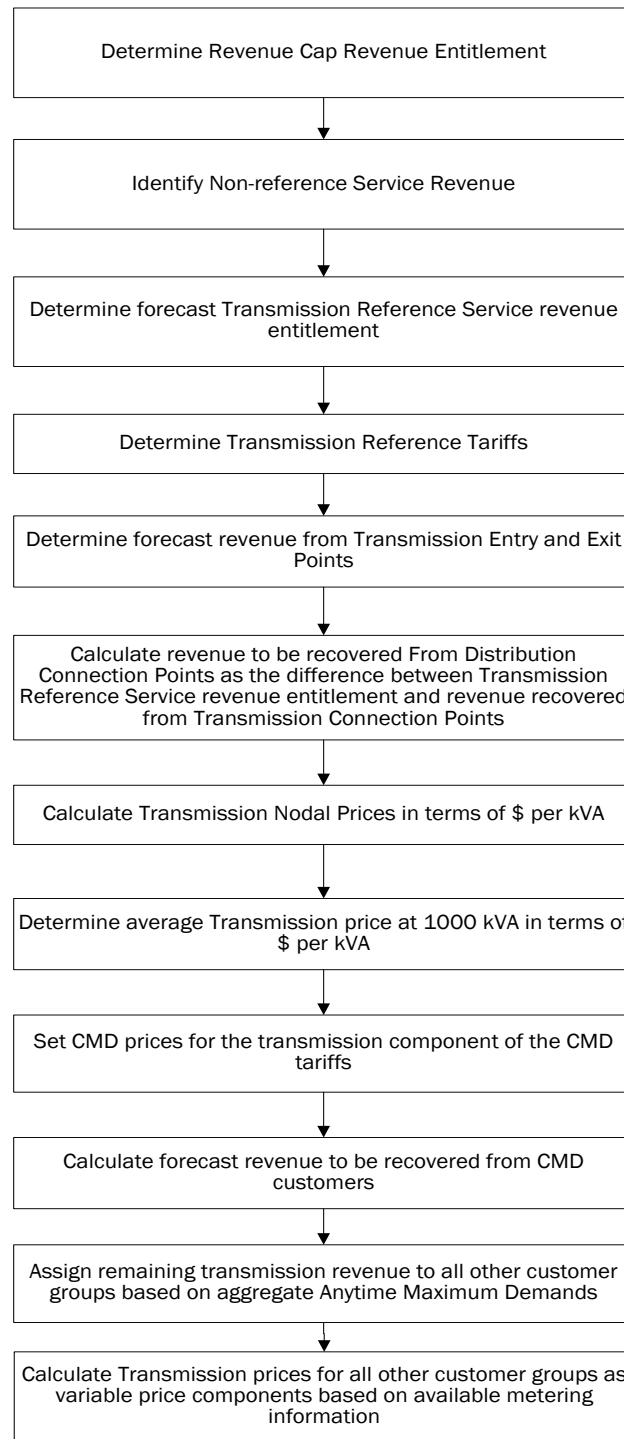 Determine Revenue Cap Revenue Entitlement
Identify Non-reference Service Revenue
Determine forecast Transmission Reference Service revenue
entitlement
Determine Transmission Reference Tariffs
Determine forecast revenue from Transmission Entry and Exit
Points
Calculate revenue to be recovered From Distribution
Connection Points as the difference between Transmission
Reference Service revenue entitlement and revenue recovered
from Transmission Connection Points
Calculate Transmission Nodal Prices in terms of $ per kVA
Determine average Transmission price at 1000 kVA in terms of
$ per kVA
Set CMD prices for the transmission component of the CMD
tariffs
Calculate forecast revenue to be recovered from CMD
customers
Assign remaining transmission revenue to all other customer
groups based on aggregate Anytime Maximum Demands
Calculate Transmission prices for all other customer groups as
variable price components based on available metering
information